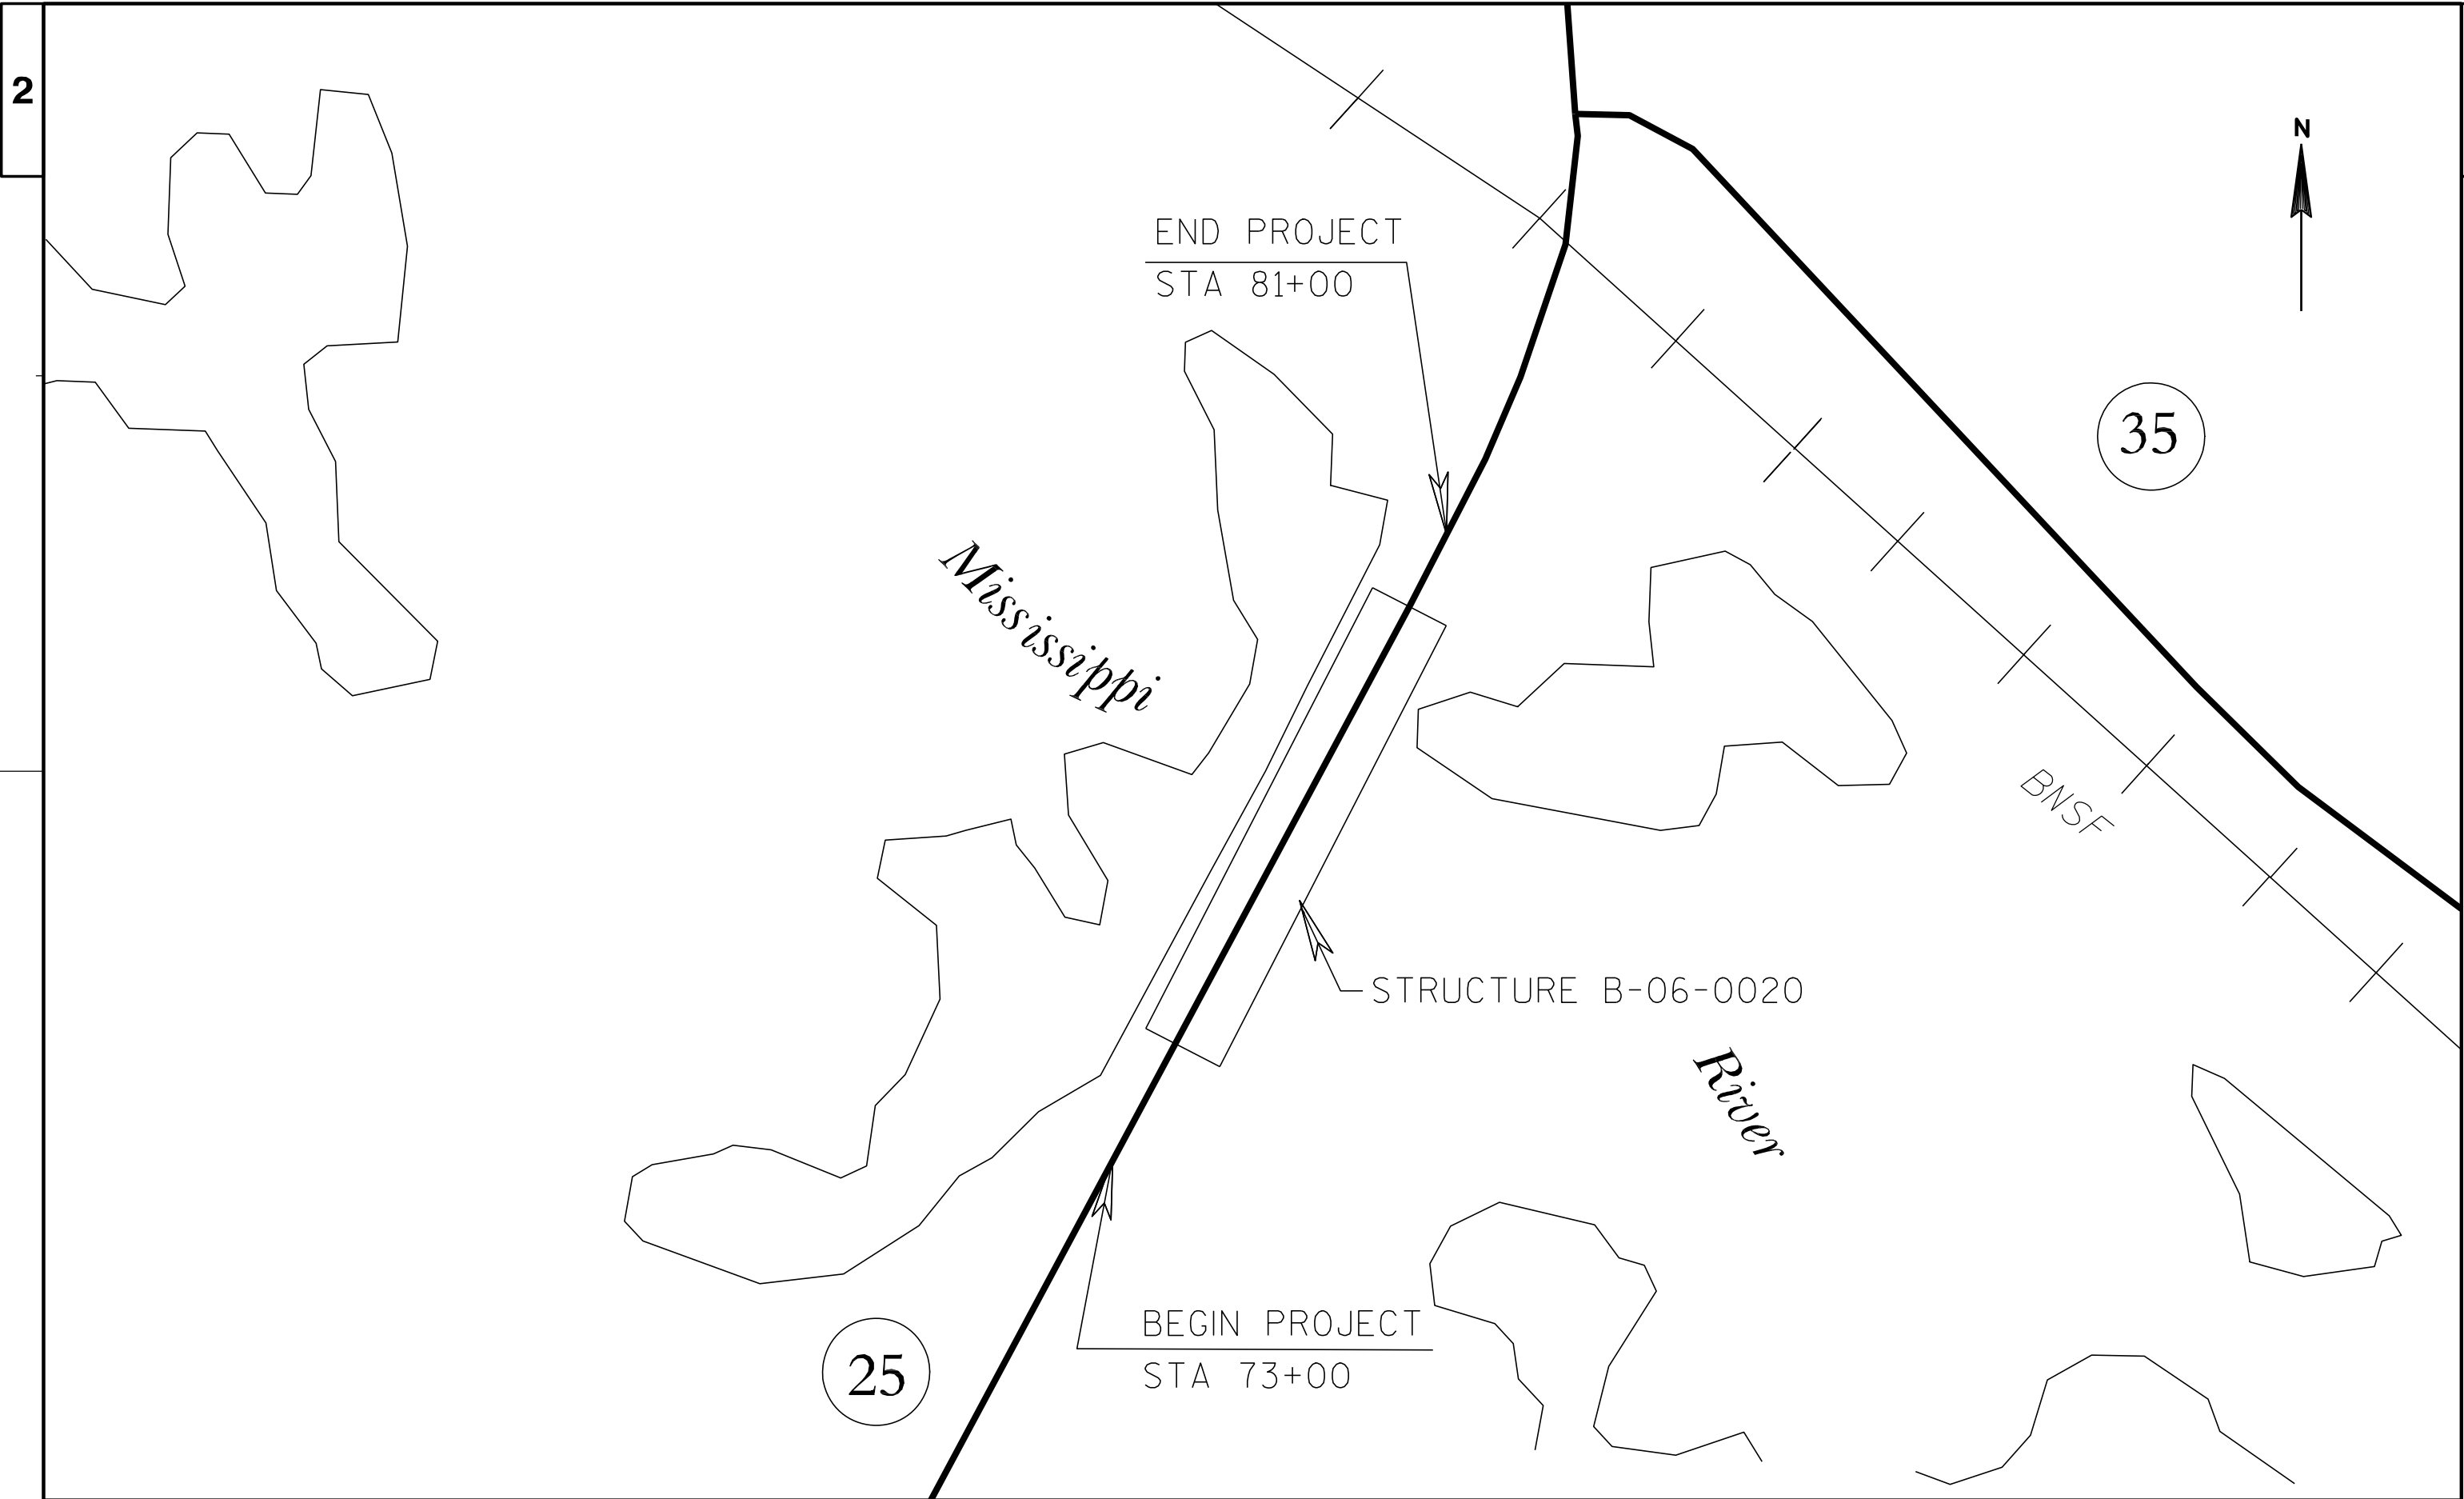 2
N
END PROJECT
STA 81+00
35
Mississippi
BNSF
STRUCTURE B-06-0020
River
BEGIN PROJECT
STA 73+00
25